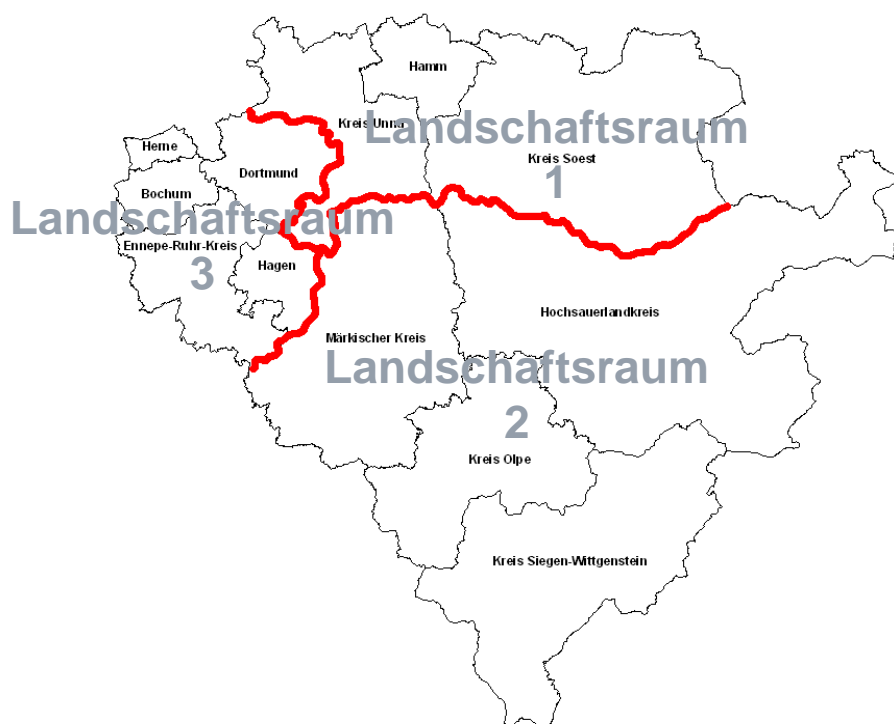 Hamm
Kreis Unna
Landschaftsraum
1
Kreis Soest
Herne
Dortmund
Bochum
Landschaftsraum
3
Ennepe-Ruhr-Kreis
Hagen
Hochsauerlandkreis
Märkischer Kreis
Landschaftsraum
2
Kreis Olpe
Kreis Siegen-Wittgenstein